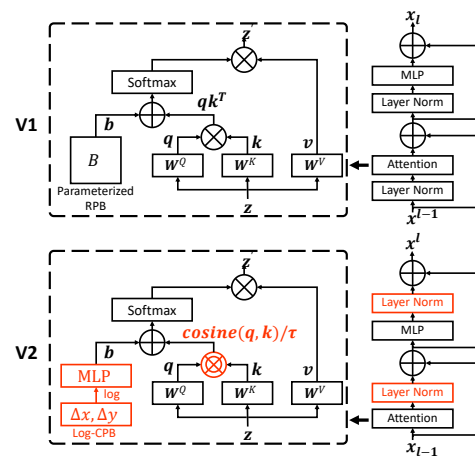 V1
z
Softmax
b
qk^T
q
k
v
B
W^Q
W^K
W^V
Parameterized
RPB
z
x_l
MLP
Layer Norm
Attention
Layer Norm
x^{l-1}
V2
z
Softmax
b
cosine(q, k)/τ
q
k
v
MLP
log
Δx, Δy
Log-CPB
W^Q
W^K
W^V
z
x^l
Layer Norm
MLP
Layer Norm
Attention
x_{l-1}